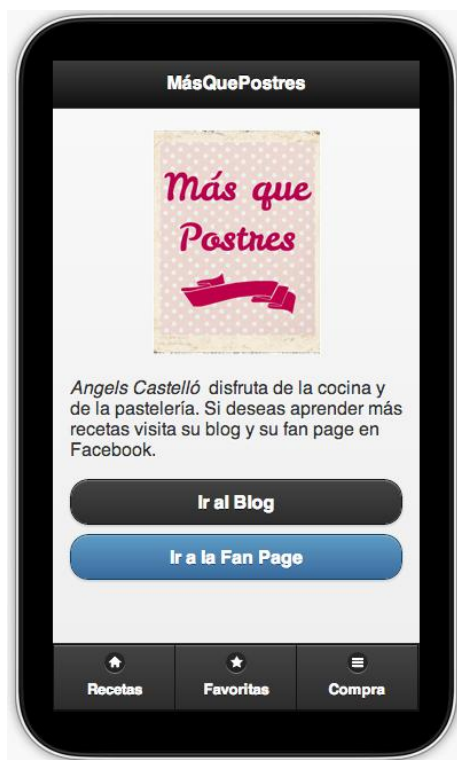 MásQuePostres
Más que
Postres
Angels Castelló disfruta de la cocina y
de la pastelería. Si deseas aprender más
recetas visita su blog y su fan page en
Facebook.
Ir al Blog
Ir a la Fan Page
Recetas
Favoritas
Compra